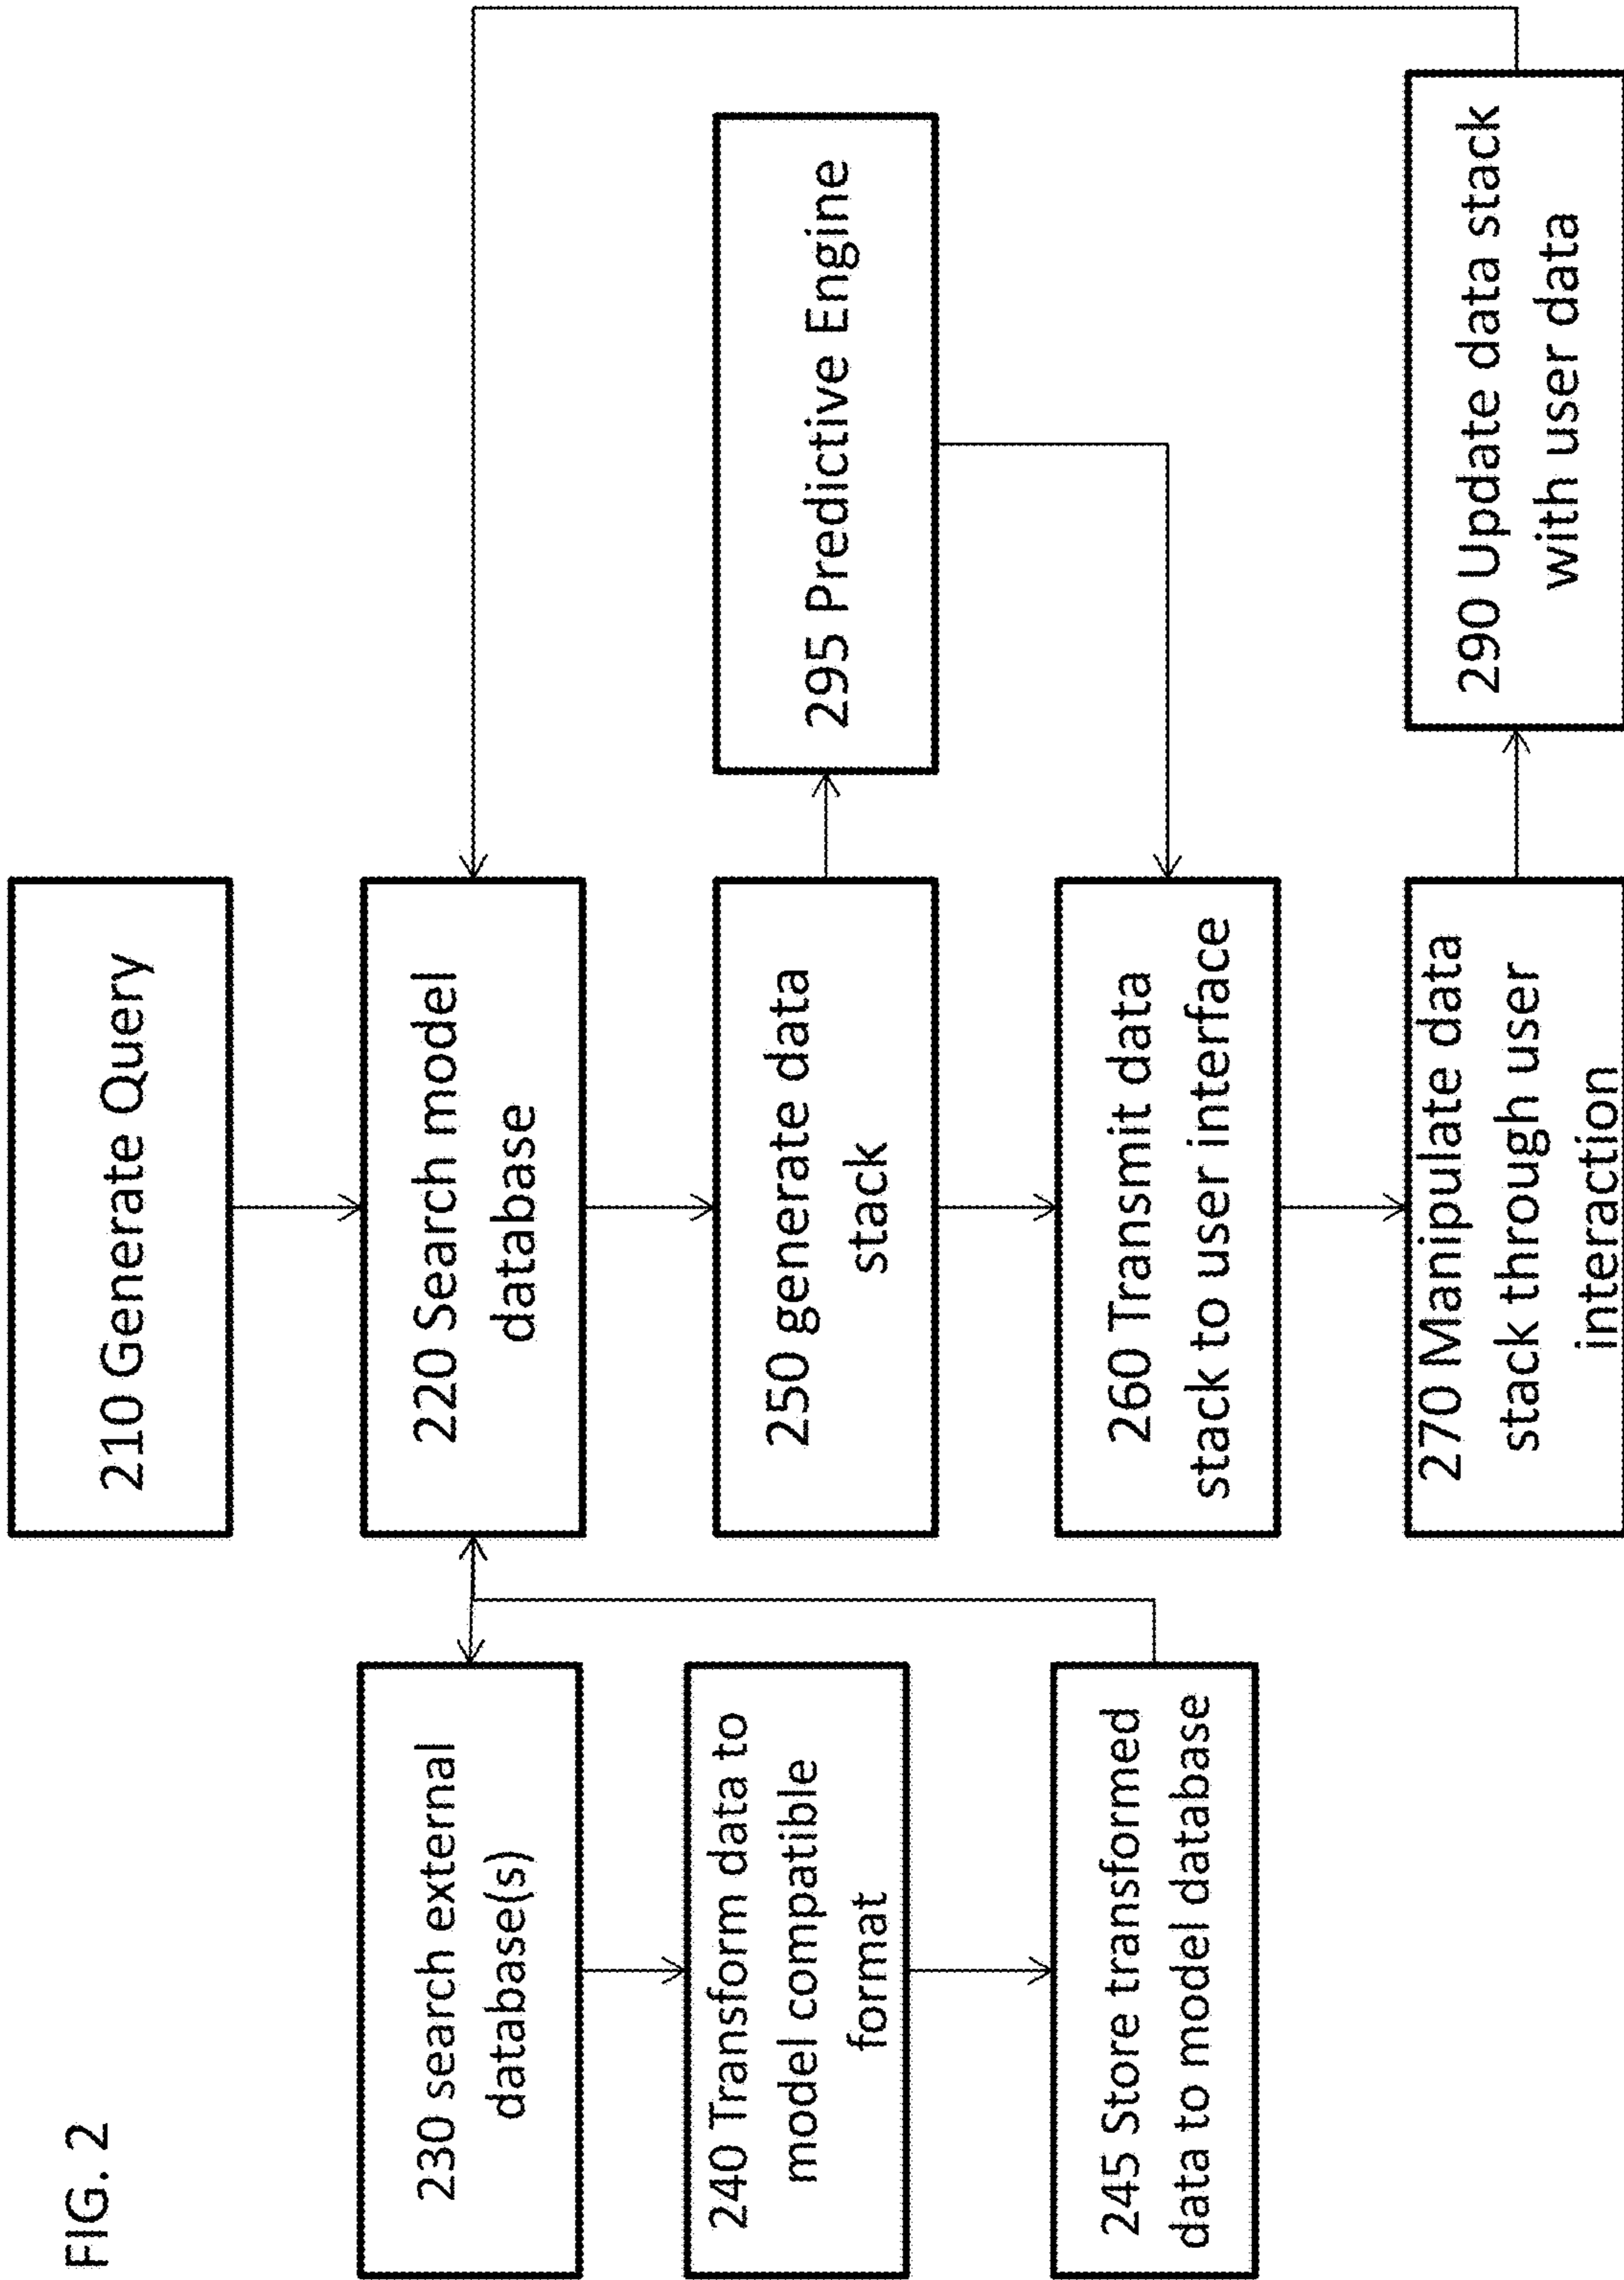 FIG. 2
210 Generate Query
230 search external
database(s)
220 Search model
database
240 Transform data to
model compatible
format
250 generate data
stack
295 Predictive Engine
245 Store transformed
data to model database
260 Transmit data
stack to user interface
270 Manipulate data
stack through user
interaction
290 Update data stack
with user data